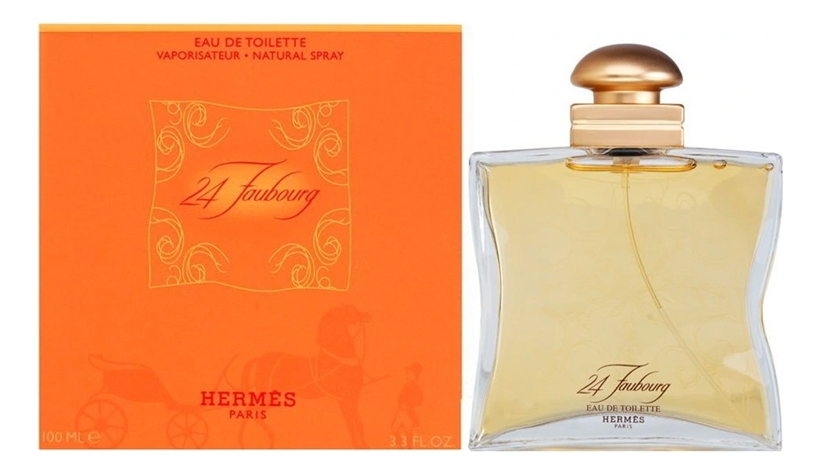 EAU DE TOILETTE
VAPORISATEUR • NATURAL SPRAY
24 Faubourg
HERMÈS
PARIS
100 ML ℮
3.3 FL.OZ.
24 Faubourg
EAU DE TOILETTE
HERMÈS
PARIS